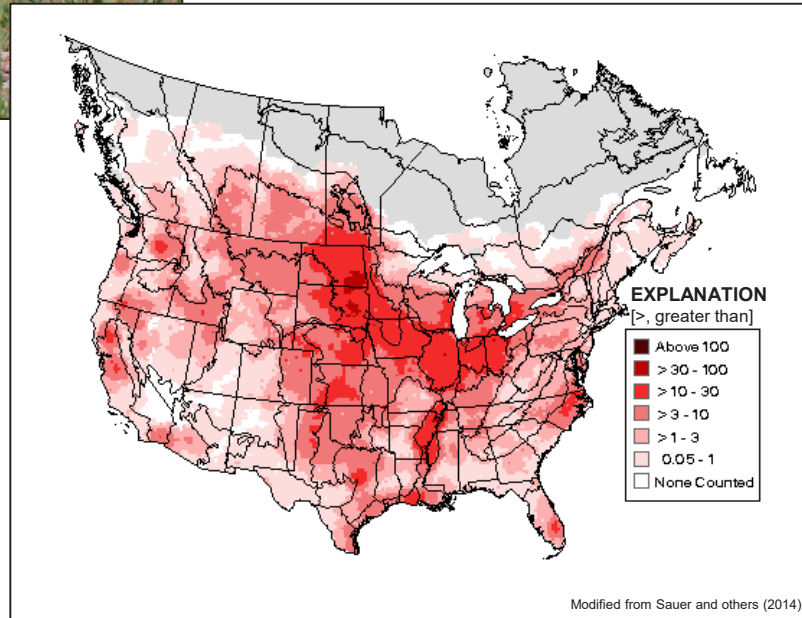 EXPLANATION
[>, greater than]
Above 100
> 30 - 100
> 10 - 30
> 3 - 10
> 1 - 3
0.05 - 1
None Counted
Modified from Sauer and others (2014)